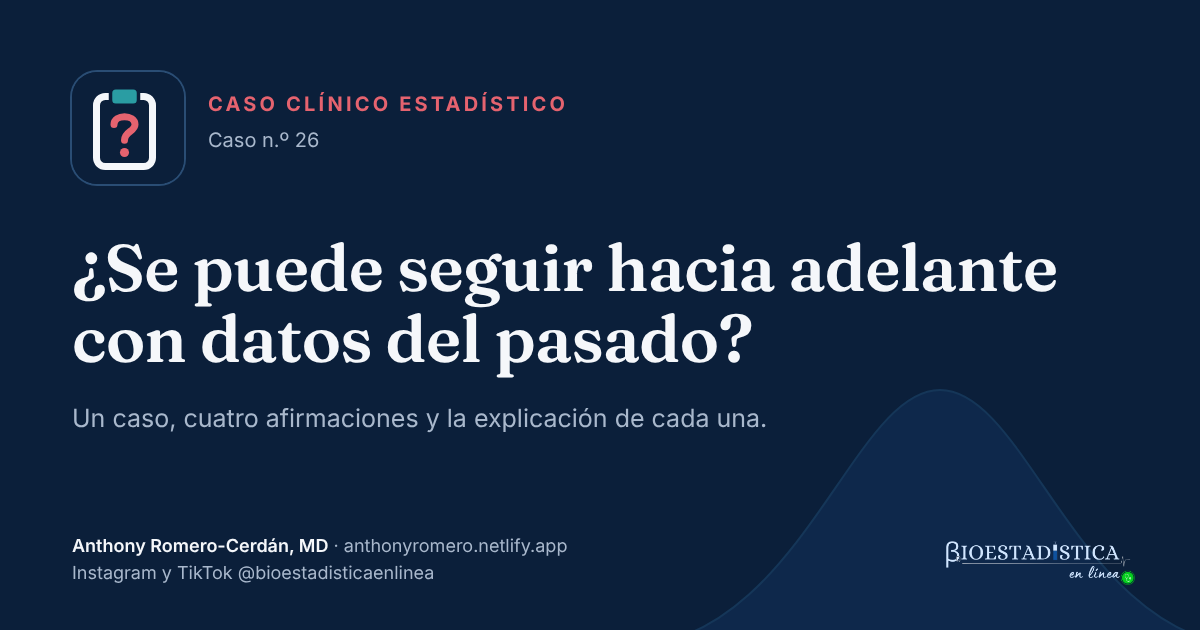 ?
CASO CLÍNICO ESTADÍSTICO
Caso n.º 26
¿Se puede seguir hacia adelante
con datos del pasado?
Un caso, cuatro afirmaciones y la explicación de cada una.
Anthony Romero-Cerdán, MD · anthonyromero.netlify.app
Instagram y TikTok @bioestadisticaenlinea
βIOESTADÍSTICA
en línea